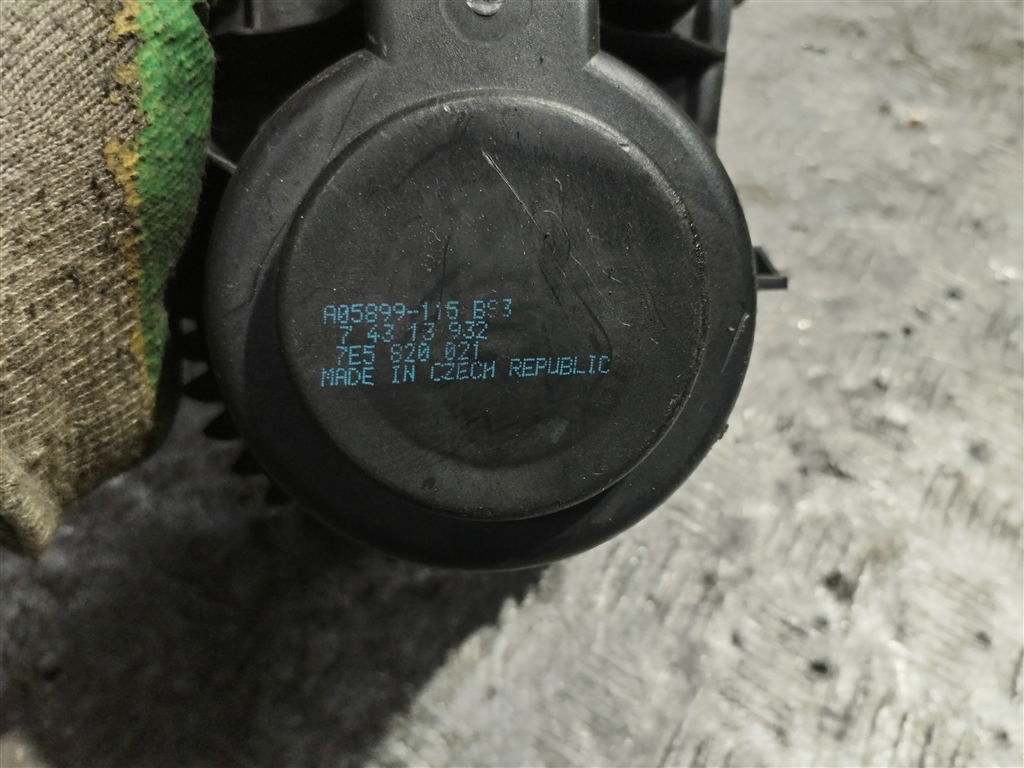 A05899-115 B93
7 43 13 932
7E5 820 021
MADE IN CZECH REPUBLIC